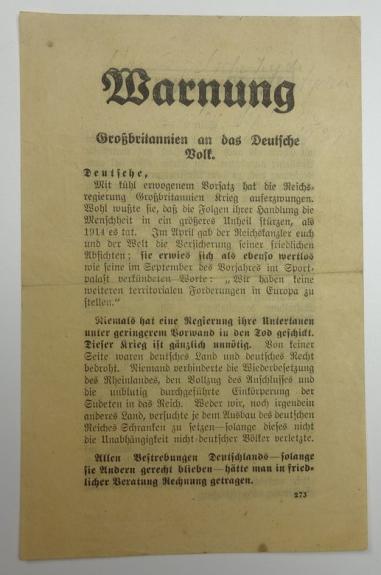 Warnung
Großbritannien an das Deutsche
Volk.
Deutsche,
Mit kühl erwogenem Vorsatz hat die Reichs-
regierung Großbritannien Krieg auferzwungen.
Wohl wußte sie, daß die Folgen ihrer Handlung die
Menschheit in ein größeres Unheil stürzen, als
1914 es tat. Im April gab der Reichskanzler euch
und der Welt die Versicherung seiner friedlichen
Absichten; sie erwies sich als ebenso wertlos
wie seine im September des Vorjahres im Sport-
palast verkündeten Worte: „Wir haben keine
weiteren territorialen Forderungen in Europa zu
stellen.“
Niemals hat eine Regierung ihre Untertanen
unter geringerem Vorwand in den Tod geschickt.
Dieser Krieg ist gänzlich unnötig. Von keiner
Seite waren deutsches Land und deutsches Recht
bedroht. Niemand verhinderte die Wiederbesetzung
des Rheinlandes, den Vollzug des Anschlusses und
die unblutig durchgeführte Einkörperung der
Sudeten in das Reich. Weder wir, noch irgendein
anderes Land, versuchte je dem Ausbau des deutschen
Reiches Schranken zu setzen—solange dieses nicht
die Unabhängigkeit nicht-deutscher Völker verletzte.
Allen Bestrebungen Deutschlands—solange
sie Andern gerecht blieben—hätte man in fried-
licher Beratung Rechnung getragen.
273